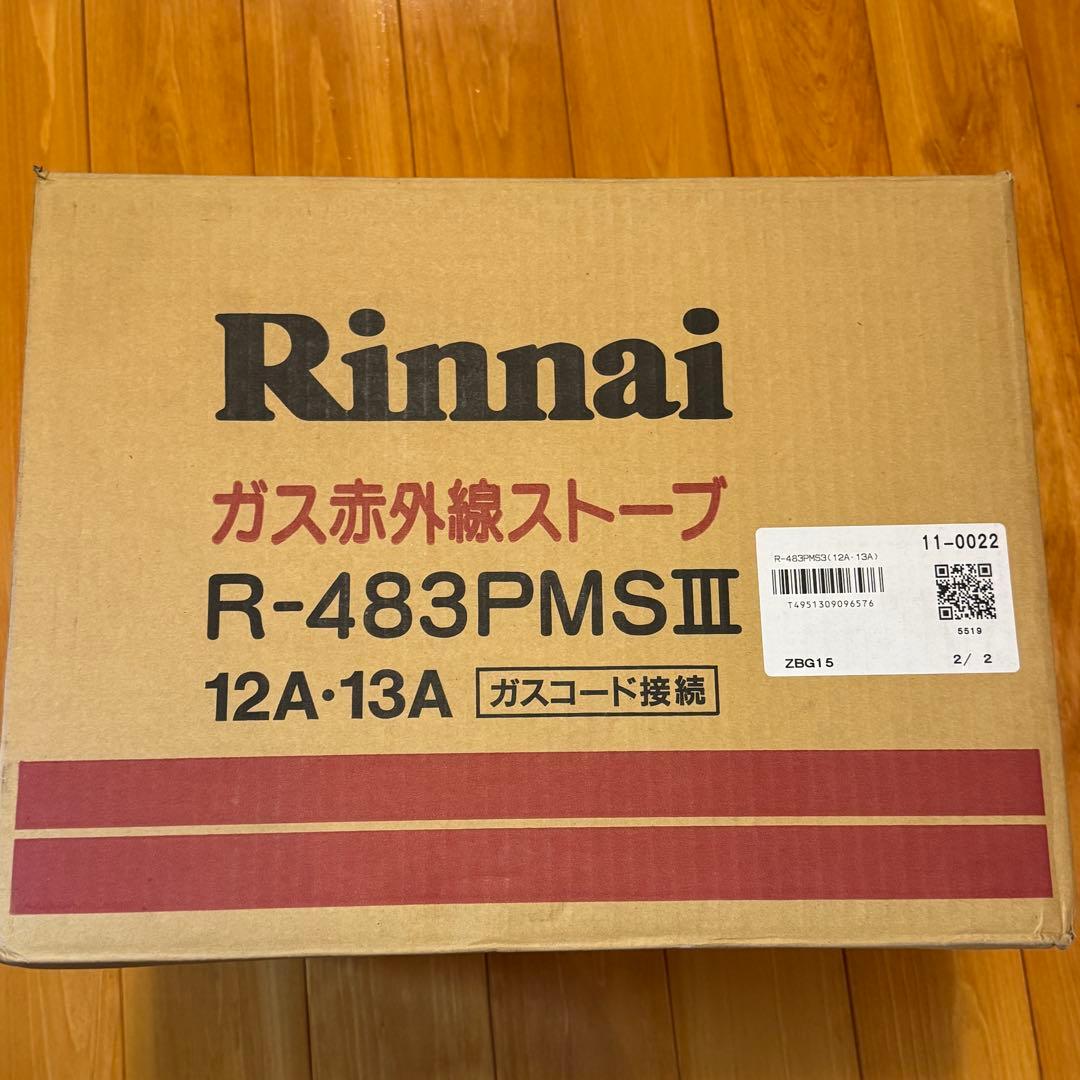 Rinnai
ガス赤外線ストーブ
R-483PMSⅢ
12A・13A ガスコード接続
11-0022
R-483PMS3(12A・13A)
T4951309096576
5519
ZBG15 2/ 2